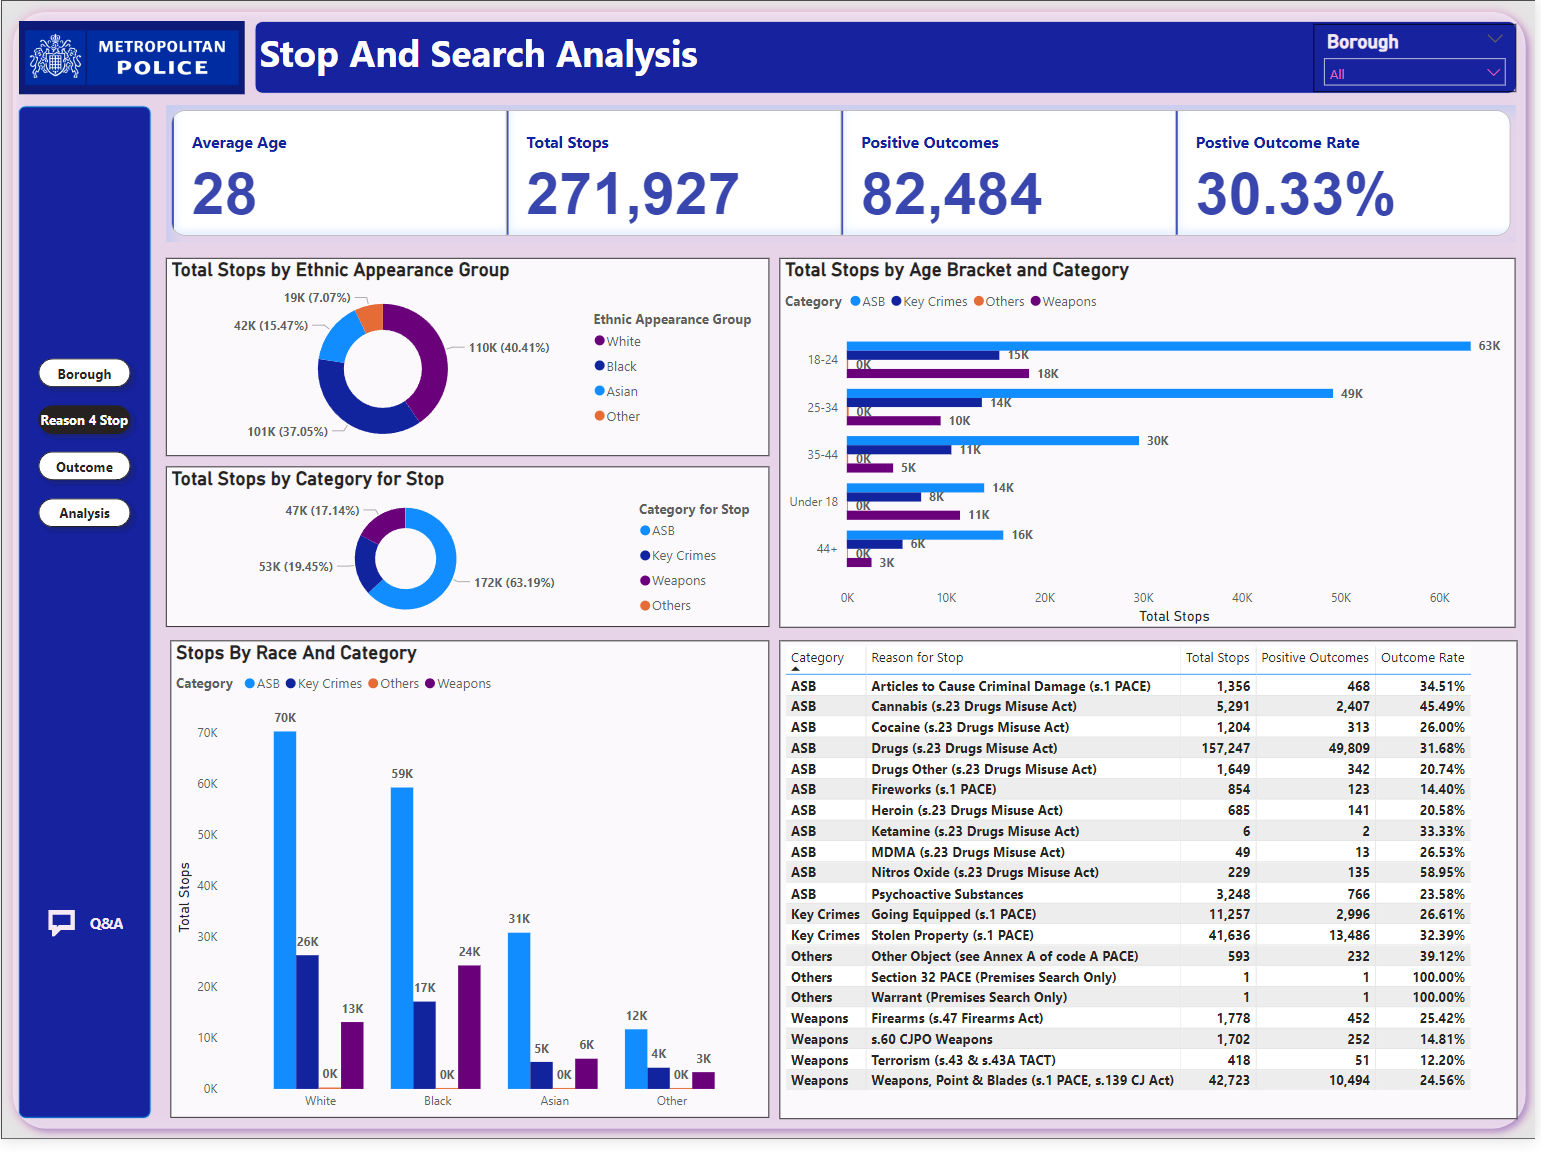 METROPOLITAN
POLICE
Stop And Search Analysis
Borough
All
Borough
Reason 4 Stop
Outcome
Analysis
Q&A
Average Age
28
Total Stops
271,927
Positive Outcomes
82,484
Postive Outcome Rate
30.33%
Total Stops by Ethnic Appearance Group
19K (7.07%)
42K (15.47%)
110K (40.41%)
101K (37.05%)
Ethnic Appearance Group
White
Black
Asian
Other
Total Stops by Category for Stop
47K (17.14%)
53K (19.45%)
172K (63.19%)
Category for Stop
ASB
Key Crimes
Weapons
Others
Total Stops by Age Bracket and Category
Category ASB Key Crimes Others Weapons
18-24 63K 15K 0K 18K
25-34 49K 14K 0K 10K
35-44 30K 11K 0K 5K
Under 18 14K 8K 0K 11K
44+ 16K 6K 0K 3K
0K 10K 20K 30K 40K 50K 60K
Total Stops
Stops By Race And Category
Category ASB Key Crimes Others Weapons
Total Stops
70K
60K
50K
40K
30K
20K
10K
0K
70K 26K 0K 13K
59K 17K 0K 24K
31K 5K 0K 6K
12K 4K 0K 3K
White Black Asian Other
Category Reason for Stop Total Stops Positive Outcomes Outcome Rate
ASB Articles to Cause Criminal Damage (s.1 PACE) 1,356 468 34.51%
ASB Cannabis (s.23 Drugs Misuse Act) 5,291 2,407 45.49%
ASB Cocaine (s.23 Drugs Misuse Act) 1,204 313 26.00%
ASB Drugs (s.23 Drugs Misuse Act) 157,247 49,809 31.68%
ASB Drugs Other (s.23 Drugs Misuse Act) 1,649 342 20.74%
ASB Fireworks (s.1 PACE) 854 123 14.40%
ASB Heroin (s.23 Drugs Misuse Act) 685 141 20.58%
ASB Ketamine (s.23 Drugs Misuse Act) 6 2 33.33%
ASB MDMA (s.23 Drugs Misuse Act) 49 13 26.53%
ASB Nitros Oxide (s.23 Drugs Misuse Act) 229 135 58.95%
ASB Psychoactive Substances 3,248 766 23.58%
Key Crimes Going Equipped (s.1 PACE) 11,257 2,996 26.61%
Key Crimes Stolen Property (s.1 PACE) 41,636 13,486 32.39%
Others Other Object (see Annex A of code A PACE) 593 232 39.12%
Others Section 32 PACE (Premises Search Only) 1 1 100.00%
Others Warrant (Premises Search Only) 1 1 100.00%
Weapons Firearms (s.47 Firearms Act) 1,778 452 25.42%
Weapons s.60 CJPO Weapons 1,702 252 14.81%
Weapons Terrorism (s.43 & s.43A TACT) 418 51 12.20%
Weapons Weapons, Point & Blades (s.1 PACE, s.139 CJ Act) 42,723 10,494 24.56%